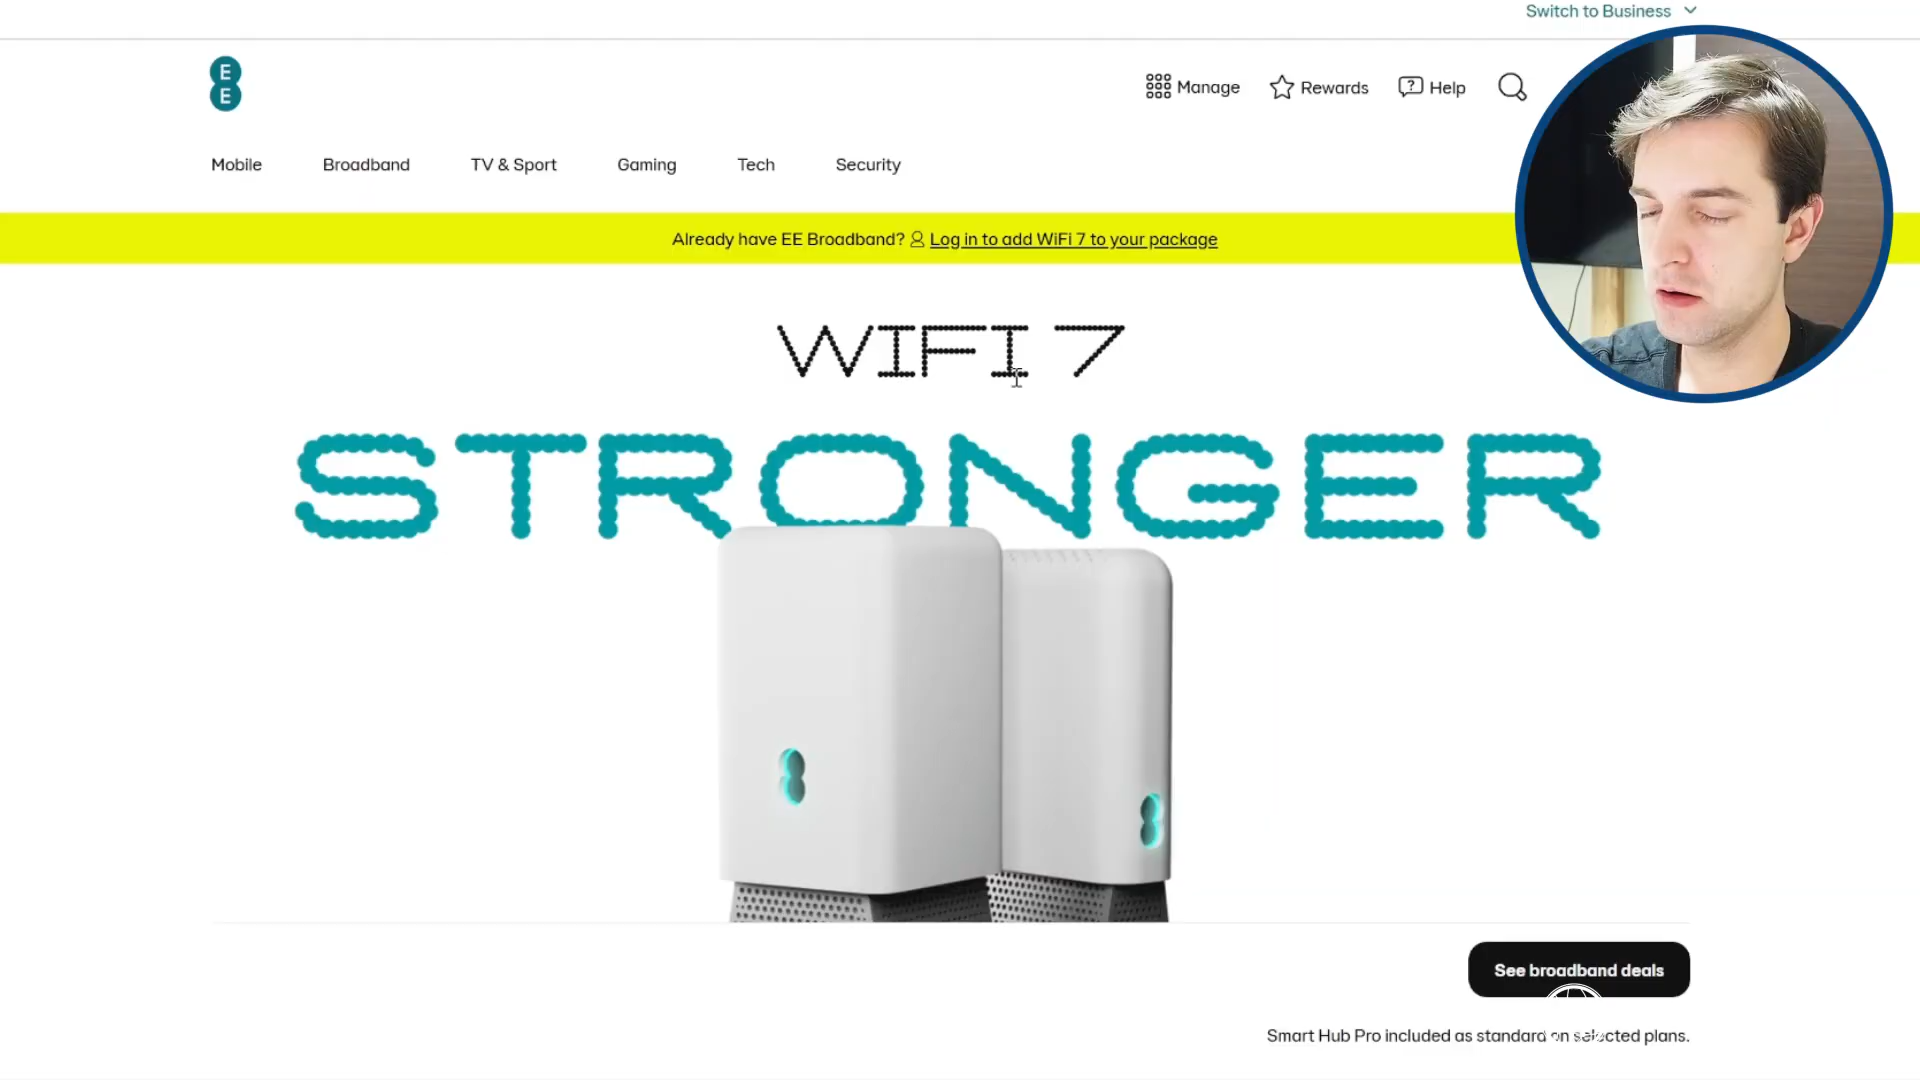 Switch to Business
E
E
Manage
Rewards
Help
Mobile
Broadband
TV & Sport
Gaming
Tech
Security
Already have EE Broadband? Log in to add WiFi 7 to your package
WIFI 7
STRONGER
See broadband deals
Smart Hub Pro included as standard on selected plans.